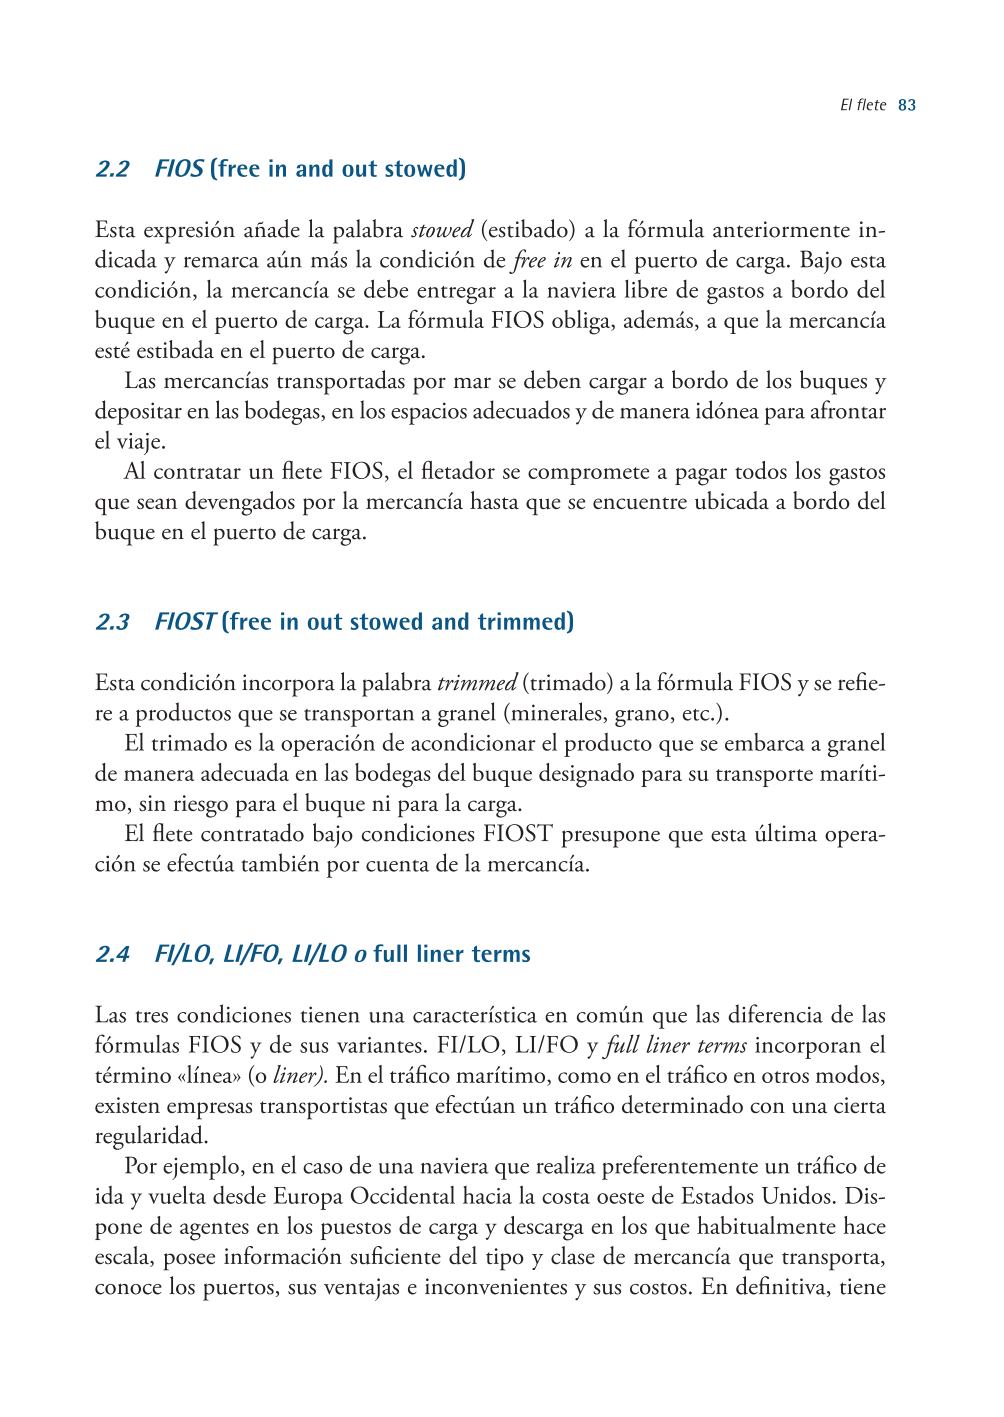 El flete 83
2.2 FIOS (free in and out stowed)
Esta expresión añade la palabra stowed (estibado) a la fórmula anteriormente in-
dicada y remarca aún más la condición de free in en el puerto de carga. Bajo esta
condición, la mercancía se debe entregar a la naviera libre de gastos a bordo del
buque en el puerto de carga. La fórmula FIOS obliga, además, a que la mercancía
esté estibada en el puerto de carga.
Las mercancías transportadas por mar se deben cargar a bordo de los buques y
depositar en las bodegas, en los espacios adecuados y de manera idónea para afrontar
el viaje.
Al contratar un flete FIOS, el fletador se compromete a pagar todos los gastos
que sean devengados por la mercancía hasta que se encuentre ubicada a bordo del
buque en el puerto de carga.
2.3 FIOST (free in out stowed and trimmed)
Esta condición incorpora la palabra trimmed (trimado) a la fórmula FIOS y se refie-
re a productos que se transportan a granel (minerales, grano, etc.).
El trimado es la operación de acondicionar el producto que se embarca a granel
de manera adecuada en las bodegas del buque designado para su transporte maríti-
mo, sin riesgo para el buque ni para la carga.
El flete contratado bajo condiciones FIOST presupone que esta última opera-
ción se efectúa también por cuenta de la mercancía.
2.4 FI/LO, LI/FO, LI/LO o full liner terms
Las tres condiciones tienen una característica en común que las diferencia de las
fórmulas FIOS y de sus variantes. FI/LO, LI/FO y full liner terms incorporan el
término «línea» (o liner). En el tráfico marítimo, como en el tráfico en otros modos,
existen empresas transportistas que efectúan un tráfico determinado con una cierta
regularidad.
Por ejemplo, en el caso de una naviera que realiza preferentemente un tráfico de
ida y vuelta desde Europa Occidental hacia la costa oeste de Estados Unidos. Dis-
pone de agentes en los puestos de carga y descarga en los que habitualmente hace
escala, posee información suficiente del tipo y clase de mercancía que transporta,
conoce los puertos, sus ventajas e inconvenientes y sus costos. En definitiva, tiene